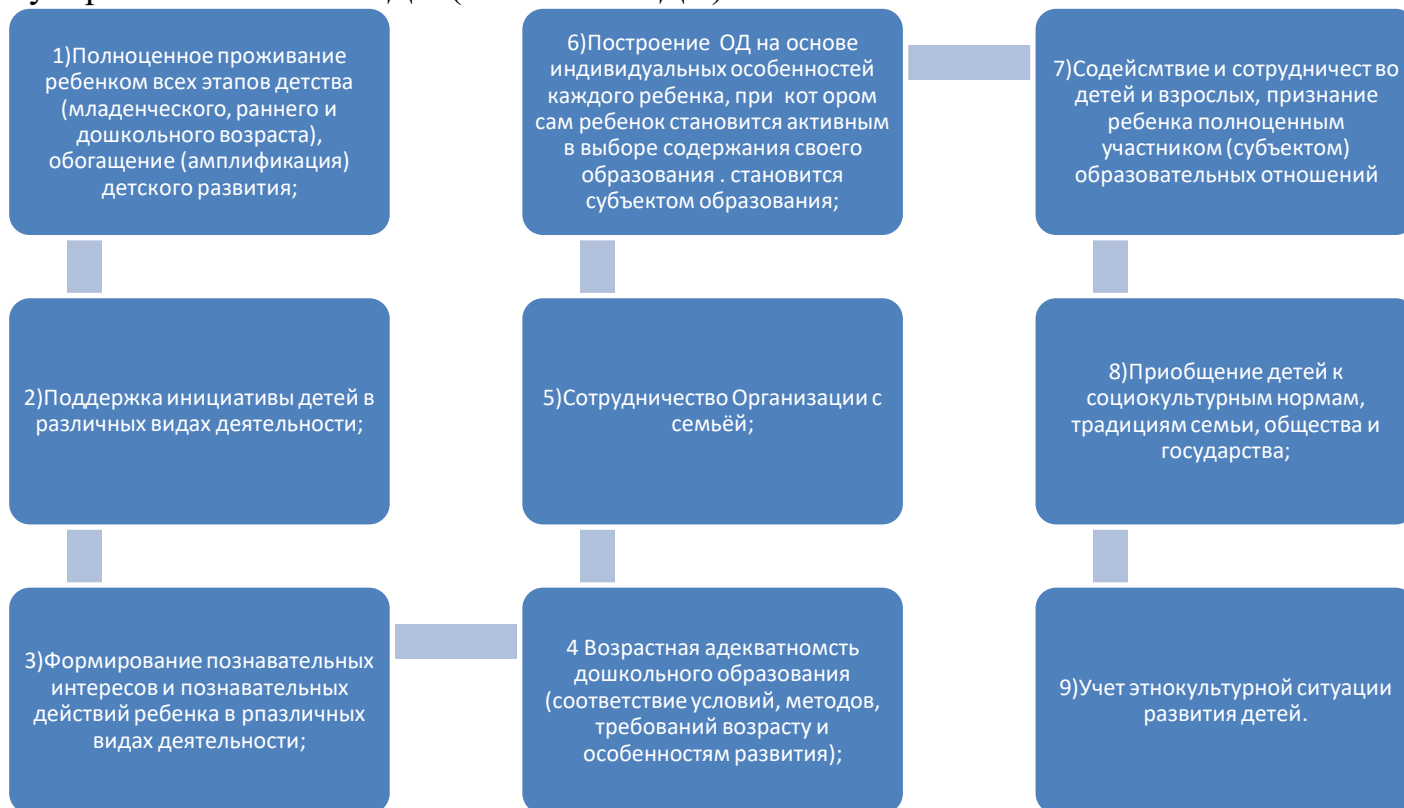 1)Полноценное проживание
ребенком всех этапов детства
(младенческого, раннего и
дошкольного возраста),
обогащение (амплификация)
детского развития;
2)Поддержка инициативы детей в
различных видах деятельности;
3)Формирование познавательных
интересов и познавательных
действий ребенка в рпазличных
видах деятельности;
4 Возрастная адекватномсть
дошкольного образования
(соответствие условий, методов,
требований возрасту и
особенностям развития);
5)Сотрудничество Организации с
семьёй;
6)Построение ОД на основе
индивидуальных особенностей
каждого ребенка, при кот ором
сам ребенок становится активным
в выборе содержания своего
образования . становится
субъектом образования;
7)Содейсмтвие и сотрудничест во
детей и взрослых, признание
ребенка полноценным
участником (субъектом)
образовательных отношений
8)Приобщение детей к
социокультурным нормам,
традициям семьи, общества и
государства;
9)Учет этнокультурной ситуации
развития детей.